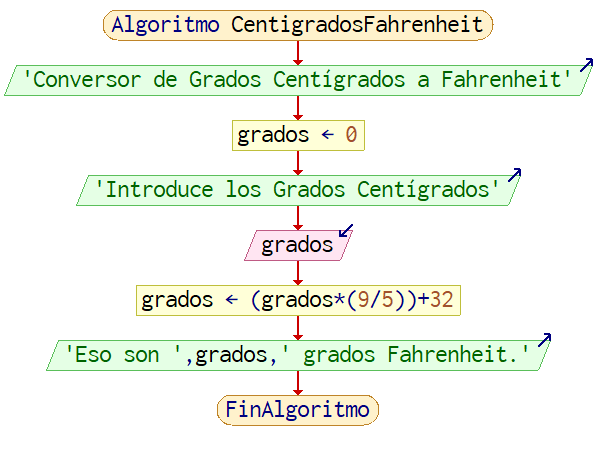 Algoritmo CentigradosFahrenheit
'Conversor de Grados Centígrados a Fahrenheit'
grados ← 0
'Introduce los Grados Centígrados'
grados
grados ← (grados*(9/5))+32
'Eso son ',grados,' grados Fahrenheit.'
FinAlgoritmo